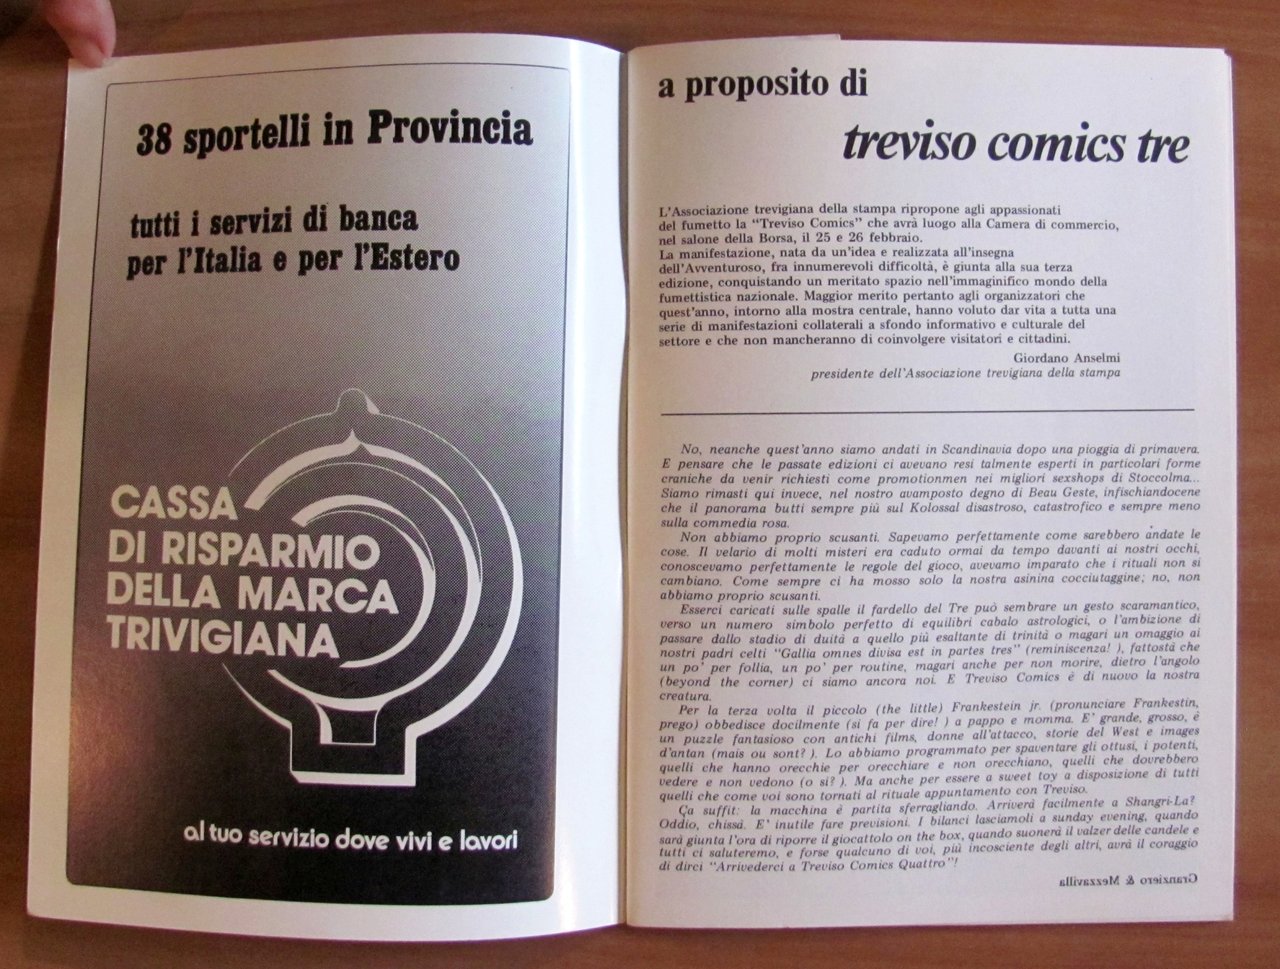 38 sportelli in Provincia
tutti i servizi di banca
per l'Italia e per l'Estero
CASSA
DI RISPARMIO
DELLA MARCA
TRIVIGIANA
al tuo servizio dove vivi e lavori
a proposito di
treviso comics tre
L'Associazione trevigiana della stampa ripropone agli appassionati
del fumetto la "Treviso Comics" che avrà luogo alla Camera di commercio,
nel salone della Borsa, il 25 e 26 febbraio.
La manifestazione, nata da un'idea e realizzata all'insegna
dell'Avventuroso, fra innumerevoli difficoltà, è giunta alla sua terza
edizione, conquistando un meritato spazio nell'immaginifico mondo della
fumettistica nazionale. Maggior merito pertanto agli organizzatori che
quest'anno, intorno alla mostra centrale, hanno voluto dar vita a tutta una
serie di manifestazioni collaterali a sfondo informativo e culturale del
settore e che non mancheranno di coinvolgere visitatori e cittadini.
Giordano Anselmi
presidente dell'Associazione trevigiana della stampa
No, neanche quest'anno siamo andati in Scandinavia dopo una pioggia di primavera.
E pensare che le passate edizioni ci avevano resi talmente esperti in particolari forme
craniche da venir richiesti come promotionmen nei migliori sexshops di Stoccolma...
Siamo rimasti qui invece, nel nostro avamposto degno di Beau Geste, infischiandocene
che il panorama butti sempre più sul Kolossal disastroso, catastrofico e sempre meno
sulla commedia rosa.
Non abbiamo proprio scusanti. Sapevamo perfettamente come sarebbero andate le
cose. Il velario di molti misteri era caduto ormai da tempo davanti ai nostri occhi,
conoscevamo perfettamente le regole del gioco, avevamo imparato che i rituali non si
cambiano. Come sempre ci ha mosso solo la nostra asinina cocciutaggine; no, non
abbiamo proprio scusanti.
Esserci caricati sulle spalle il fardello del Tre può sembrare un gesto scaramantico,
verso un numero simbolo perfetto di equilibri cabalo astrologici, o l'ambizione di
passare dallo stadio di duità a quello più esaltante di trinità o magari un omaggio ai
nostri padri celti "Gallia omnes divisa est in partes tres" (reminiscenza! ), fattostà che
un po' per follia, un po' per routine, magari anche per non morire, dietro l'angolo
(beyond the corner) ci siamo ancora noi. E Treviso Comics è di nuovo la nostra
creatura.
Per la terza volta il piccolo (the little) Frankestein jr. (pronunciare Frankestin,
prego) obbedisce docilmente (si fa per dire! ) a pappo e momma. E' grande, grosso, è
un puzzle fantasioso con antichi films, donne all'attacco, storie del West e images
d'antan (mais ou sont? ). Lo abbiamo programmato per spaventare gli ottusi, i potenti,
quelli che hanno orecchie per orecchiare e non orecchiano, quelli che dovrebbero
vedere e non vedono (o si? ). Ma anche per essere a sweet toy a disposizione di tutti
quelli che come voi sono tornati al rituale appuntamento con Treviso.
Ça suffit: la macchina è partita sferragliando. Arriverà facilmente a Shangri-La?
Oddio, chissà. E' inutile fare previsioni. I bilanci lasciamoli a sunday evening, quando
sarà giunta l'ora di riporre il giocattolo on the box, quando suonerà il valzer delle candele e
tutti ci saluteremo, e forse qualcuno di voi, più incosciente degli altri, avrà il coraggio
di dirci "Arrivederci a Treviso Comics Quattro"!
Granziero & Mezzavilla